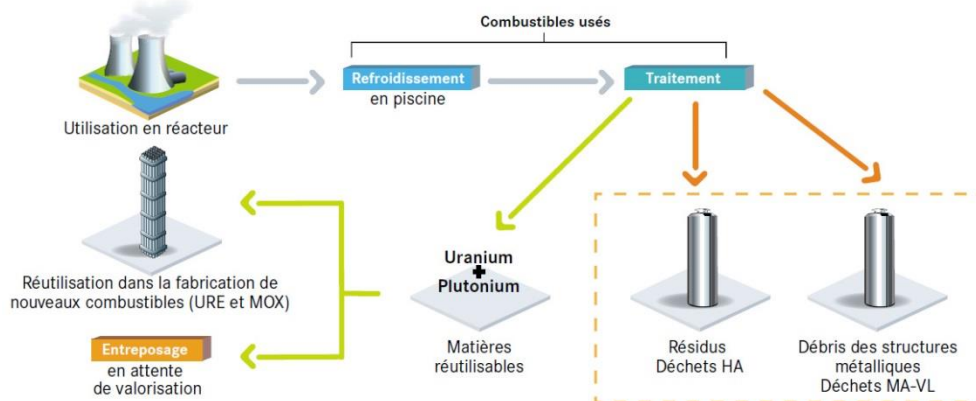 Combustibles usés
Refroidissement
en piscine
Traitement
Utilisation en réacteur
Uranium
+
Plutonium
Réutilisation dans la fabrication de
nouveaux combustibles (URE et MOX)
Entreposage
en attente
de valorisation
Matières
réutilisables
Résidus
Déchets HA
Débris des structures
métalliques
Déchets MA-VL